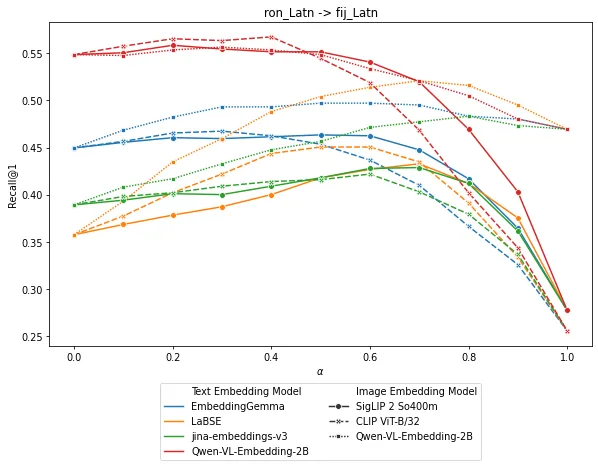 ron_Latn -> fij_Latn
Recall@1
0.55
0.50
0.45
0.40
0.35
0.30
0.25
0.0 0.2 0.4 0.6 0.8 1.0
α
Text Embedding Model
EmbeddingGemma
LaBSE
jina-embeddings-v3
Qwen-VL-Embedding-2B
Image Embedding Model
SigLIP 2 So400m
CLIP ViT-B/32
Qwen-VL-Embedding-2B